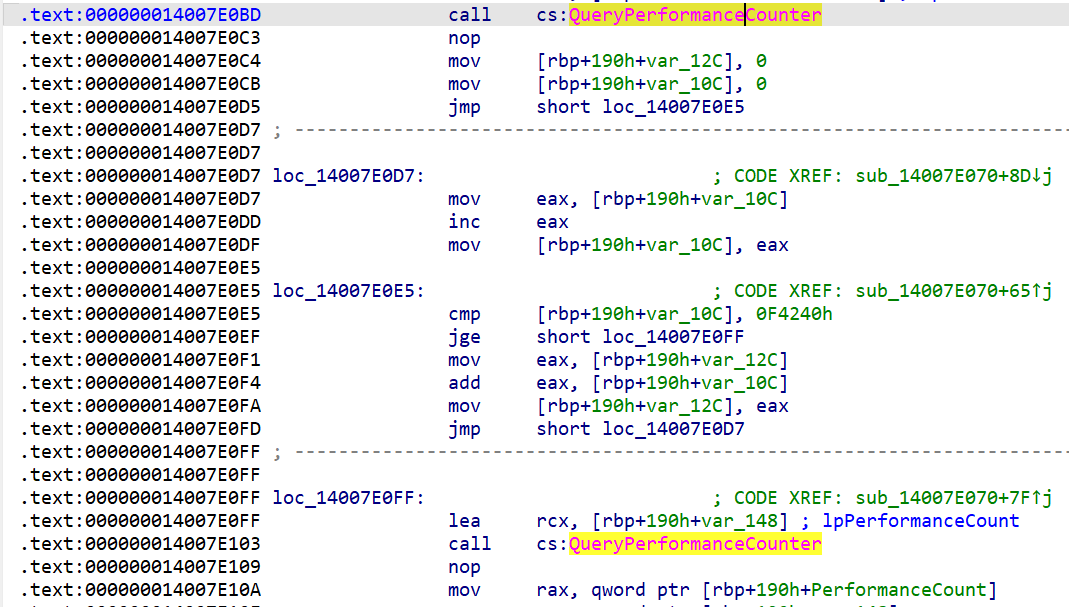 .text:000000014007E0BD call cs:QueryPerformanceCounter
.text:000000014007E0C3 nop
.text:000000014007E0C4 mov [rbp+190h+var_12C], 0
.text:000000014007E0CB mov [rbp+190h+var_10C], 0
.text:000000014007E0D5 jmp short loc_14007E0E5
.text:000000014007E0D7 ; ---------------------------------------------------------------------------
.text:000000014007E0D7
.text:000000014007E0D7 loc_14007E0D7: ; CODE XREF: sub_14007E070+8D↓j
.text:000000014007E0D7 mov eax, [rbp+190h+var_10C]
.text:000000014007E0DD inc eax
.text:000000014007E0DF mov [rbp+190h+var_10C], eax
.text:000000014007E0E5
.text:000000014007E0E5 loc_14007E0E5: ; CODE XREF: sub_14007E070+65↑j
.text:000000014007E0E5 cmp [rbp+190h+var_10C], 0F4240h
.text:000000014007E0EF jge short loc_14007E0FF
.text:000000014007E0F1 mov eax, [rbp+190h+var_12C]
.text:000000014007E0F4 add eax, [rbp+190h+var_10C]
.text:000000014007E0FA mov [rbp+190h+var_12C], eax
.text:000000014007E0FD jmp short loc_14007E0D7
.text:000000014007E0FF ; ---------------------------------------------------------------------------
.text:000000014007E0FF
.text:000000014007E0FF loc_14007E0FF: ; CODE XREF: sub_14007E070+7F↑j
.text:000000014007E0FF lea rcx, [rbp+190h+var_148] ; lpPerformanceCount
.text:000000014007E103 call cs:QueryPerformanceCounter
.text:000000014007E109 nop
.text:000000014007E10A mov rax, qword ptr [rbp+190h+PerformanceCount]